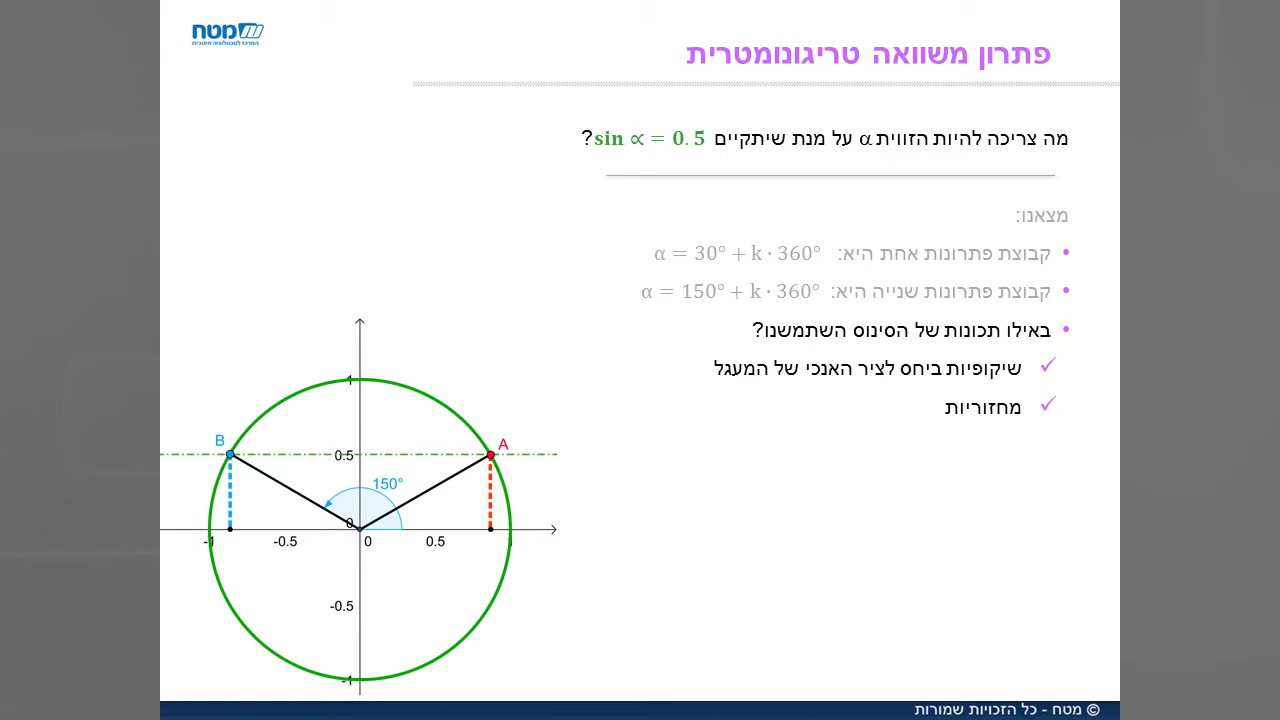 מטח
המרכז לטכנולוגיה חינוכית
פתרון משוואה טריגונומטרית
מה צריכה להיות הזווית α על מנת שיתקיים sin ∝ = 0.5?
מצאנו:
• קבוצת פתרונות אחת היא: α = 30° + k · 360°
• קבוצת פתרונות שנייה היא: α = 150° + k · 360°
• באילו תכונות של הסינוס השתמשנו?
✓ שיקופיות ביחס לציר האנכי של המעגל
✓ מחזוריות
1
B
A
0.5
150°
0
-1
-0.5
0
0.5
1
-0.5
-1
© מטח - כל הזכויות שמורות